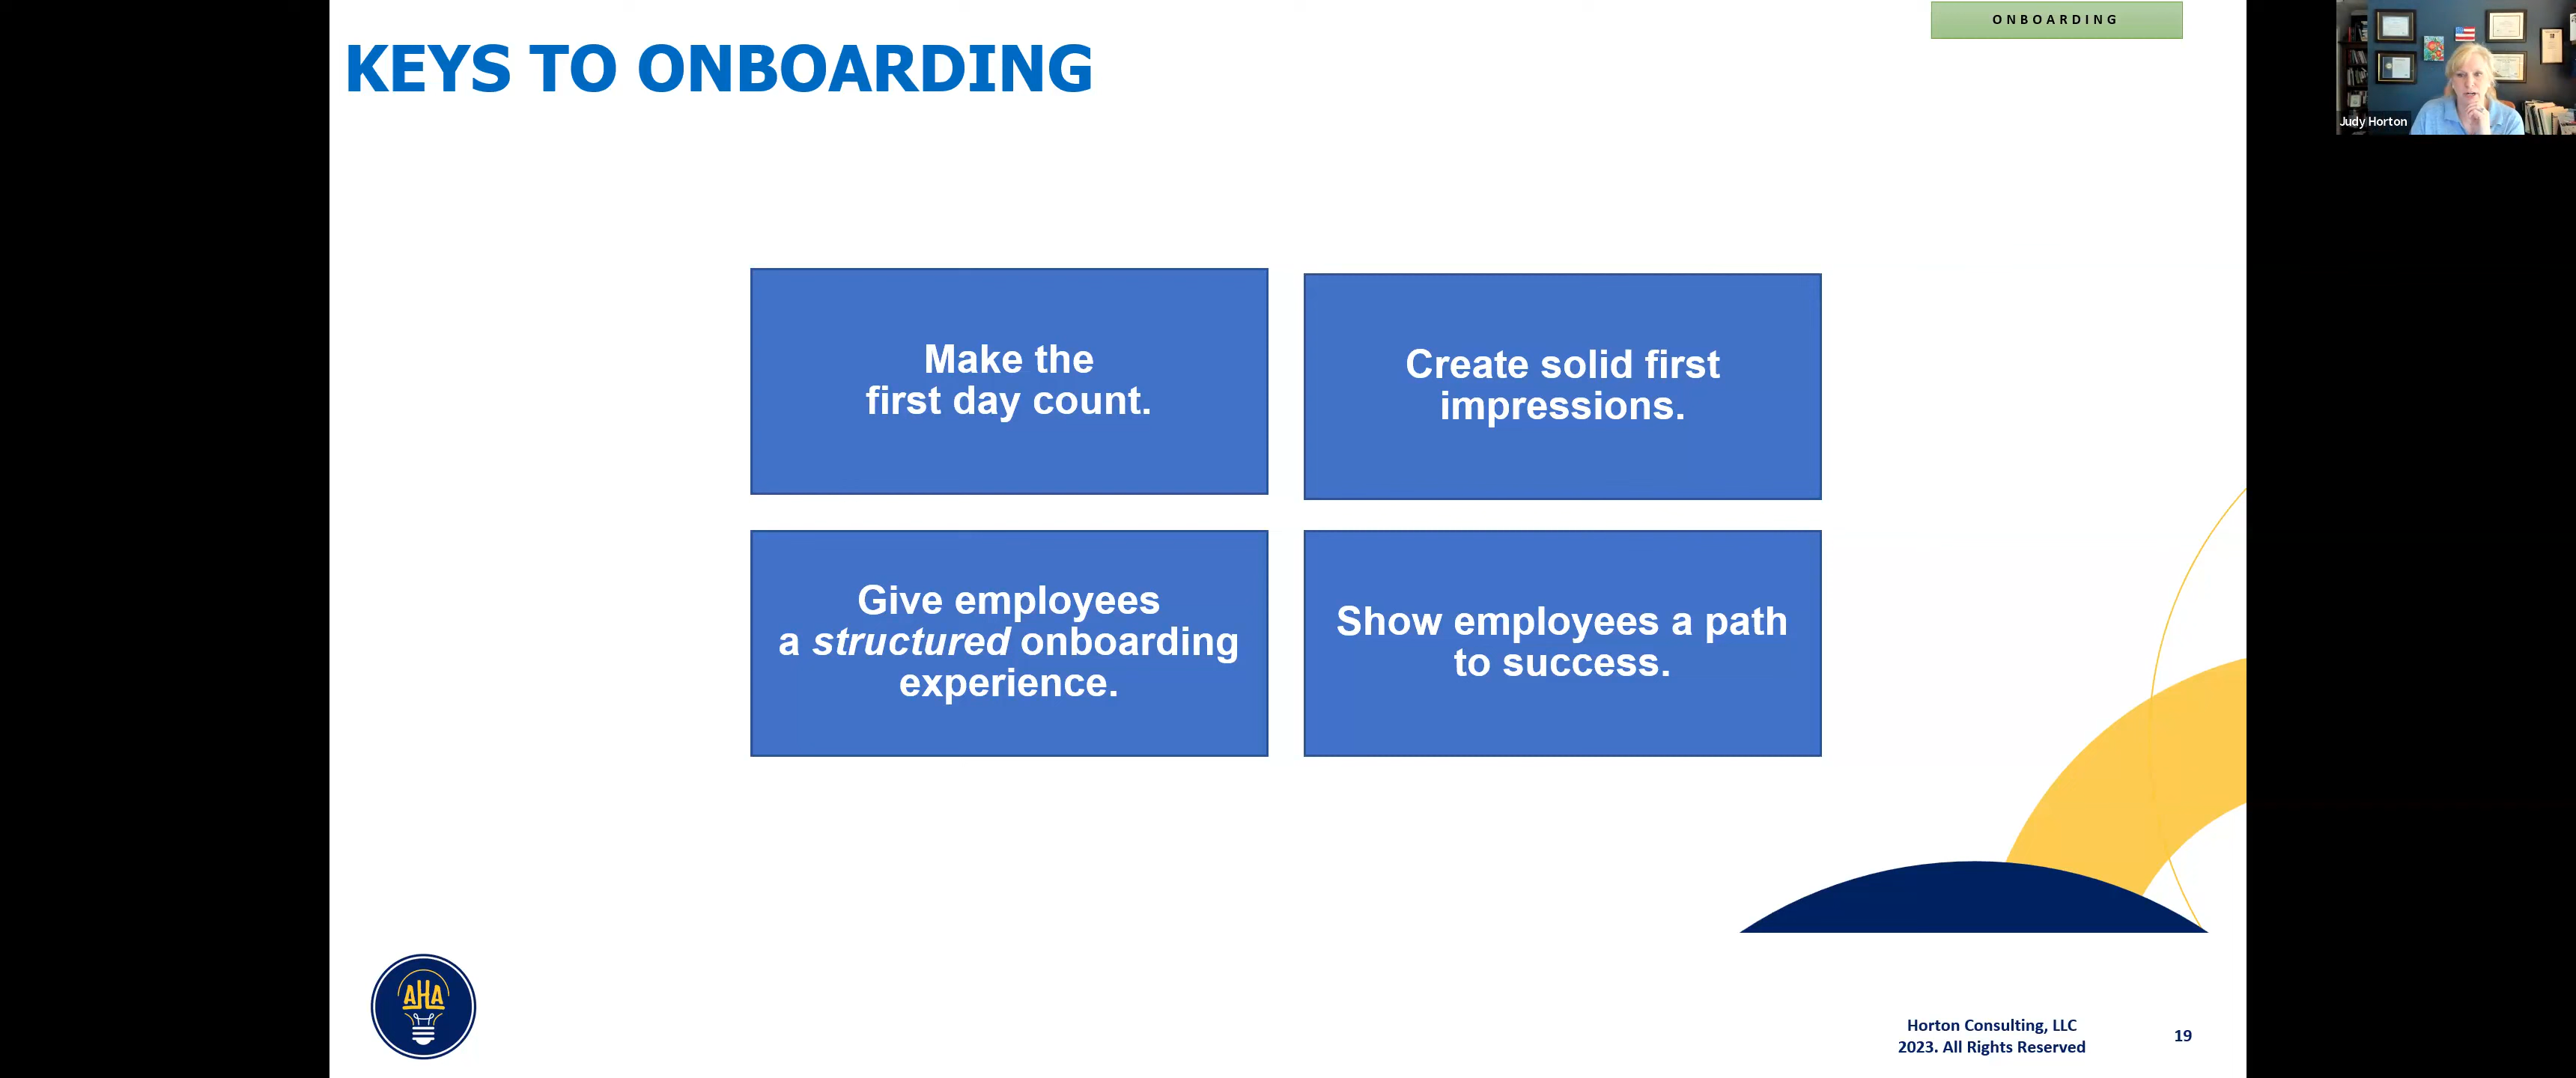 ONBOARDING
KEYS TO ONBOARDING
Judy Horton
Make the
first day count.
Create solid first
impressions.
Give employees
a structured onboarding
experience.
Show employees a path
to success.
AHA
Horton Consulting, LLC
2023. All Rights Reserved
19